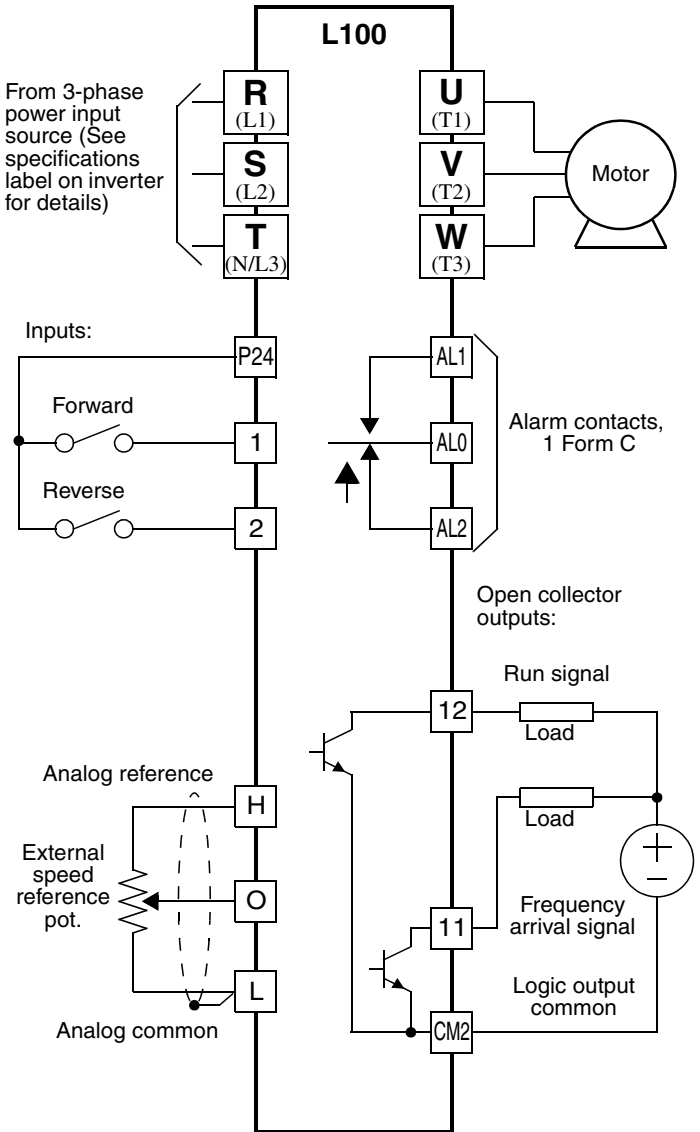 L100
From 3-phase
power input
source (See
specifications
label on inverter
for details)
R
(L1)
S
(L2)
T
(N/L3)
U
(T1)
V
(T2)
W
(T3)
Motor
Inputs:
P24
Forward
1
Reverse
2
AL1
AL0
AL2
Alarm contacts,
1 Form C
Open collector
outputs:
Run signal
12
Load
Load
Analog reference
H
External
speed
reference
pot.
O
L
Analog common
11
Frequency
arrival signal
Logic output
common
CM2
+
–